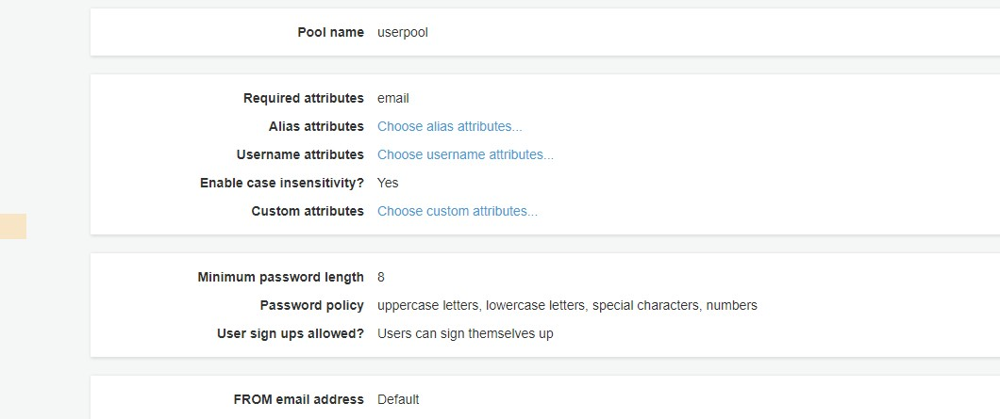 Pool name userpool
Required attributes email
Alias attributes Choose alias attributes...
Username attributes Choose username attributes...
Enable case insensitivity? Yes
Custom attributes Choose custom attributes...
Minimum password length 8
Password policy uppercase letters, lowercase letters, special characters, numbers
User sign ups allowed? Users can sign themselves up
FROM email address Default